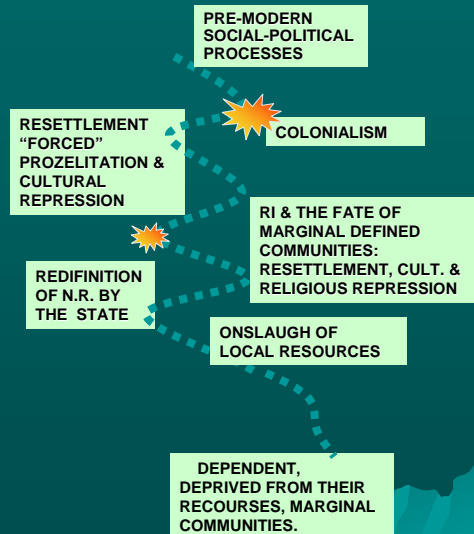 PRE-MODERN
SOCIAL-POLITICAL
PROCESSES
COLONIALISM
RESETTLEMENT
“FORCED”
PROZELITATION &
CULTURAL
REPRESSION
RI & THE FATE OF
MARGINAL DEFINED
COMMUNITIES:
RESETTLEMENT, CULT. &
RELIGIOUS REPRESSION
REDIFINITION
OF N.R. BY
THE STATE
ONSLAUGH OF
LOCAL RESOURCES
DEPENDENT,
DEPRIVED FROM THEIR
RECOURSES, MARGINAL
COMMUNITIES.